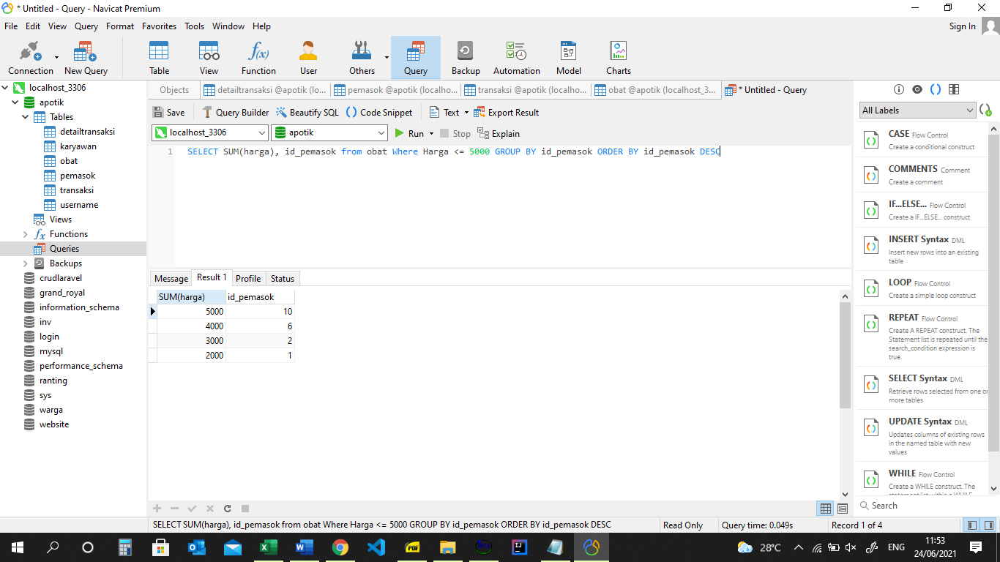 * Untitled - Query - Navicat Premium
File Edit View Query Format Favorites Tools Window Help Sign In
Connection New Query Table View Function User Others Query Backup Automation Model Charts
Objects detailtransaksi @apotik (lo... pemasok @apotik (localho... transaksi @apotik (localho... obat @apotik (localhost_3... * Untitled - Query
Save Query Builder Beautify SQL Code Snippet Text Export Result
localhost_3306 apotik Run Stop Explain
1 SELECT SUM(harga), id_pemasok from obat Where Harga <= 5000 GROUP BY id_pemasok ORDER BY id_pemasok DESC
localhost_3306
apotik
Tables
detailtransaksi
karyawan
obat
pemasok
transaksi
username
Views
Functions
Queries
Backups
crudlaravel
grand_royal
information_schema
inv
login
mysql
performance_schema
ranting
sys
warga
website
Message Result 1 Profile Status
SUM(harga) id_pemasok
5000 10
4000 6
3000 2
2000 1
All Labels
CASE Flow Control
Create a conditional construct
COMMENTS Comment
Create a comment
IF...ELSE... Flow Control
Create a IF...ELSE... construct
INSERT Syntax DML
Insert new rows into an existing
table
LOOP Flow Control
Create a simple loop construct
REPEAT Flow Control
Create A REPEAT construct. The
Statement list is repeated until the
search_condition expression is
true.
SELECT Syntax DML
Retrieve rows selected from one or
more tables
UPDATE Syntax DML
Updates columns of existing rows
in the named table with new
values
WHILE Flow Control
Create a WHILE construct. The
Search
SELECT SUM(harga), id_pemasok from obat Where Harga <= 5000 GROUP BY id_pemasok ORDER BY id_pemasok DESC Read Only Query time: 0.049s Record 1 of 4
28°C ENG 11:53
24/06/2021